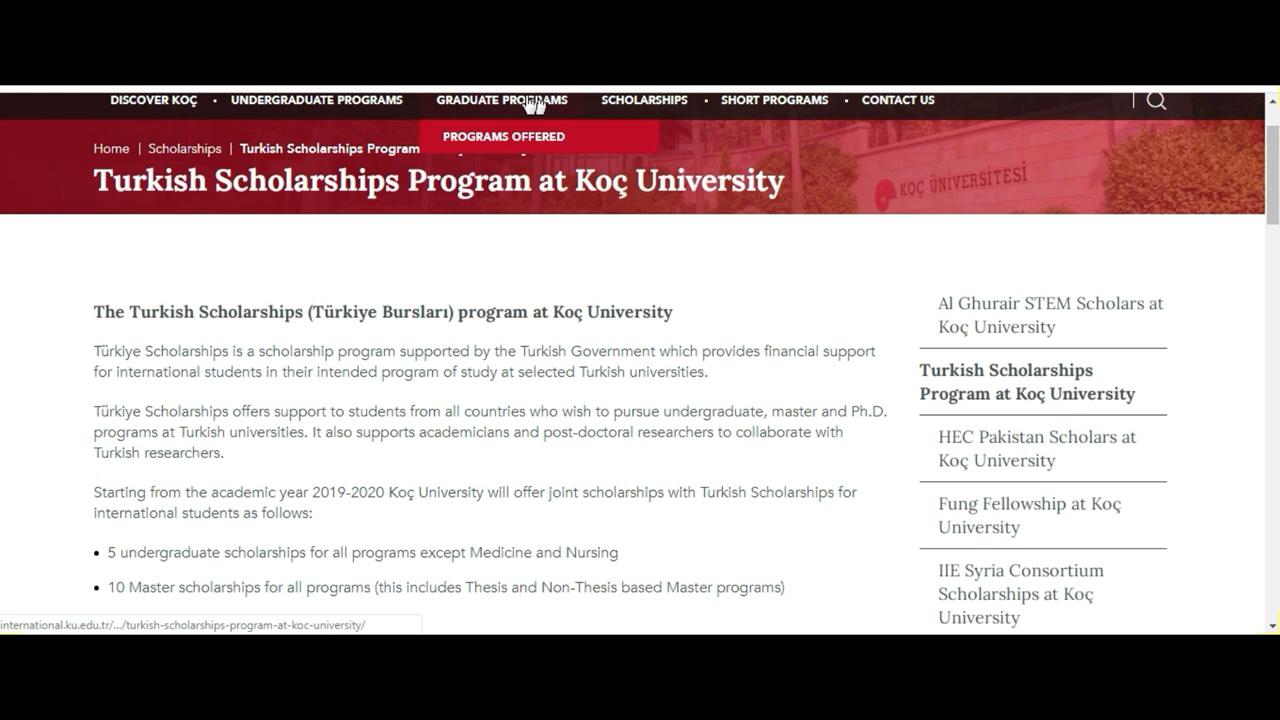 DISCOVER KOÇ • UNDERGRADUATE PROGRAMS GRADUATE PROGRAMS SCHOLARSHIPS • SHORT PROGRAMS • CONTACT US
PROGRAMS OFFERED
Home | Scholarships | Turkish Scholarships Program
Turkish Scholarships Program at Koç University
KOÇ ÜNİVERSİTESİ
The Turkish Scholarships (Türkiye Bursları) program at Koç University
Türkiye Scholarships is a scholarship program supported by the Turkish Government which provides financial support
for international students in their intended program of study at selected Turkish universities.
Türkiye Scholarships offers support to students from all countries who wish to pursue undergraduate, master and Ph.D.
programs at Turkish universities. It also supports academicians and post-doctoral researchers to collaborate with
Turkish researchers.
Starting from the academic year 2019-2020 Koç University will offer joint scholarships with Turkish Scholarships for
international students as follows:
• 5 undergraduate scholarships for all programs except Medicine and Nursing
• 10 Master scholarships for all programs (this includes Thesis and Non-Thesis based Master programs)
Al Ghurair STEM Scholars at
Koç University
Turkish Scholarships
Program at Koç University
HEC Pakistan Scholars at
Koç University
Fung Fellowship at Koç
University
IIE Syria Consortium
Scholarships at Koç
University
international.ku.edu.tr/.../turkish-scholarships-program-at-koc-university/